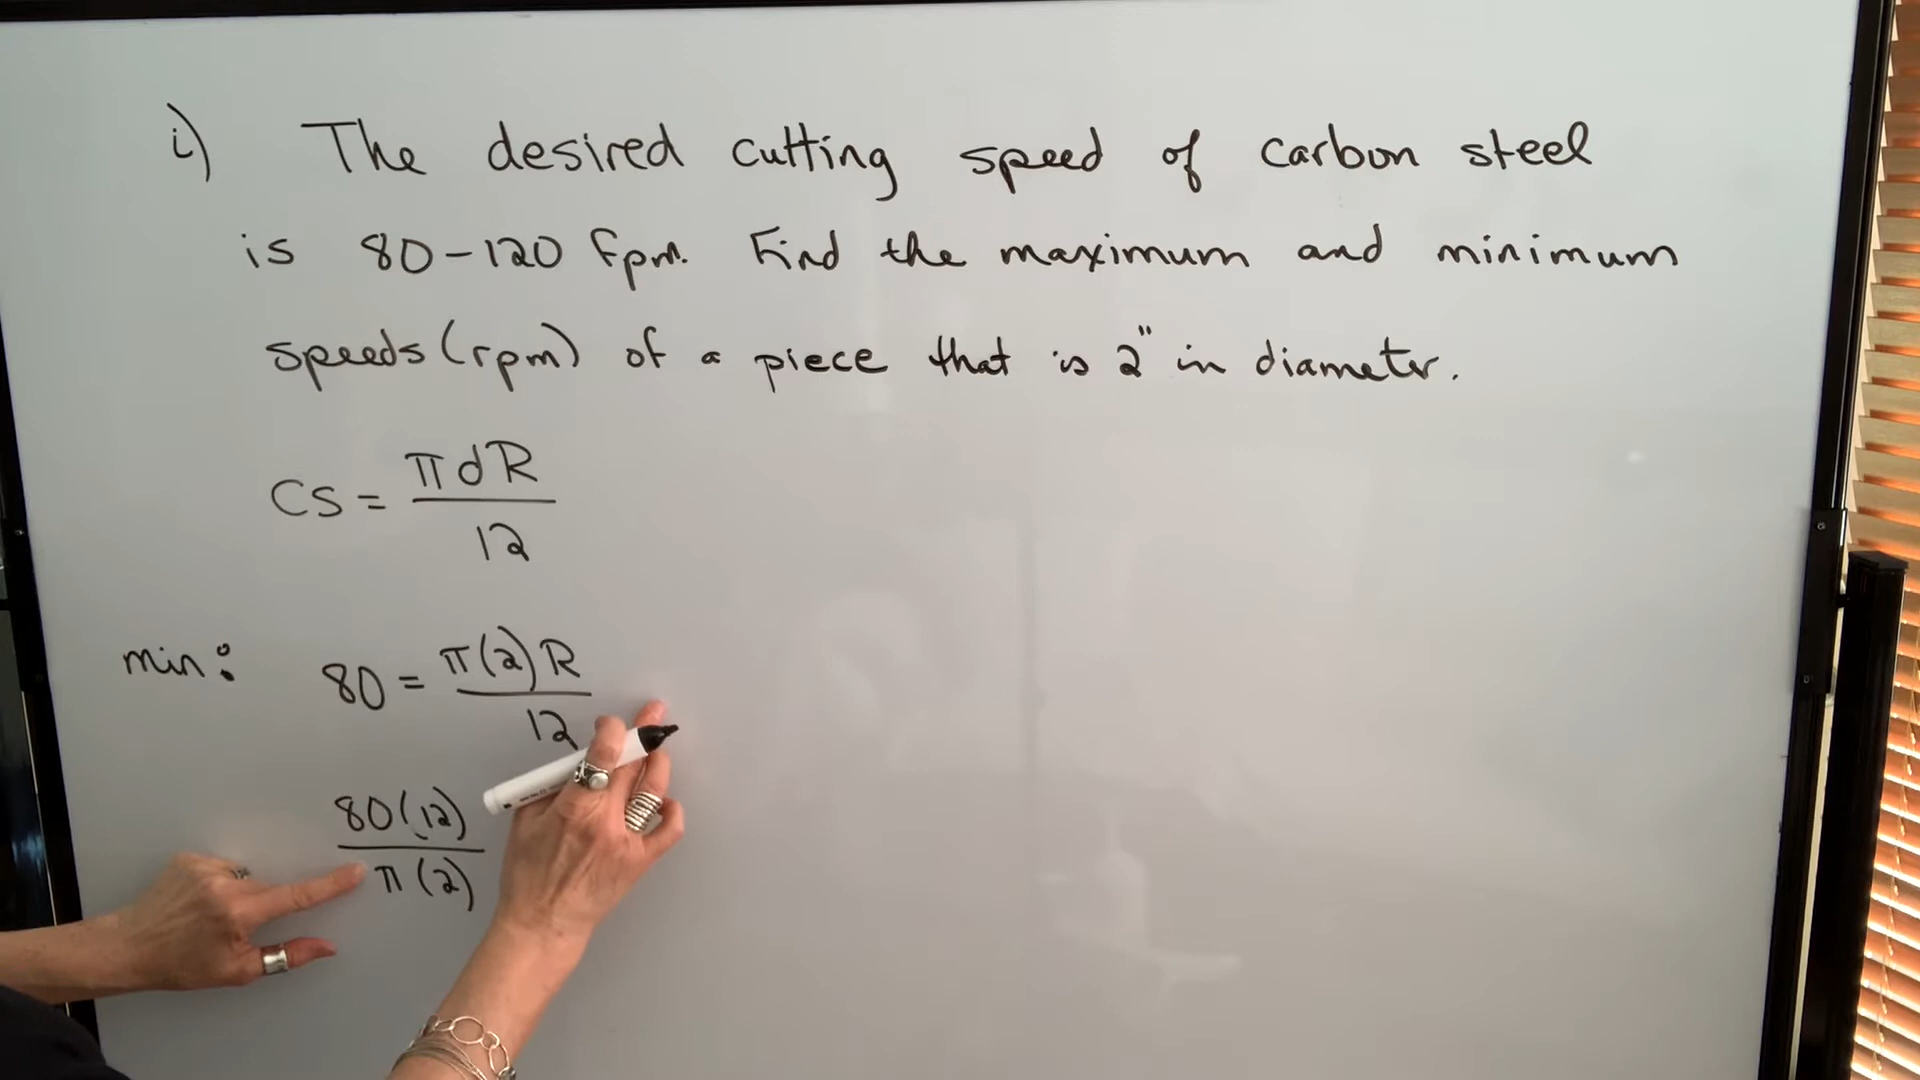 i) The desired cutting speed of carbon steel
is 80-120 fpm. Find the maximum and minimum
speeds (rpm) of a piece that is 2" in diameter.
CS = πdR
12
min: 80 = π(2)R
12
80(12)
π(2)